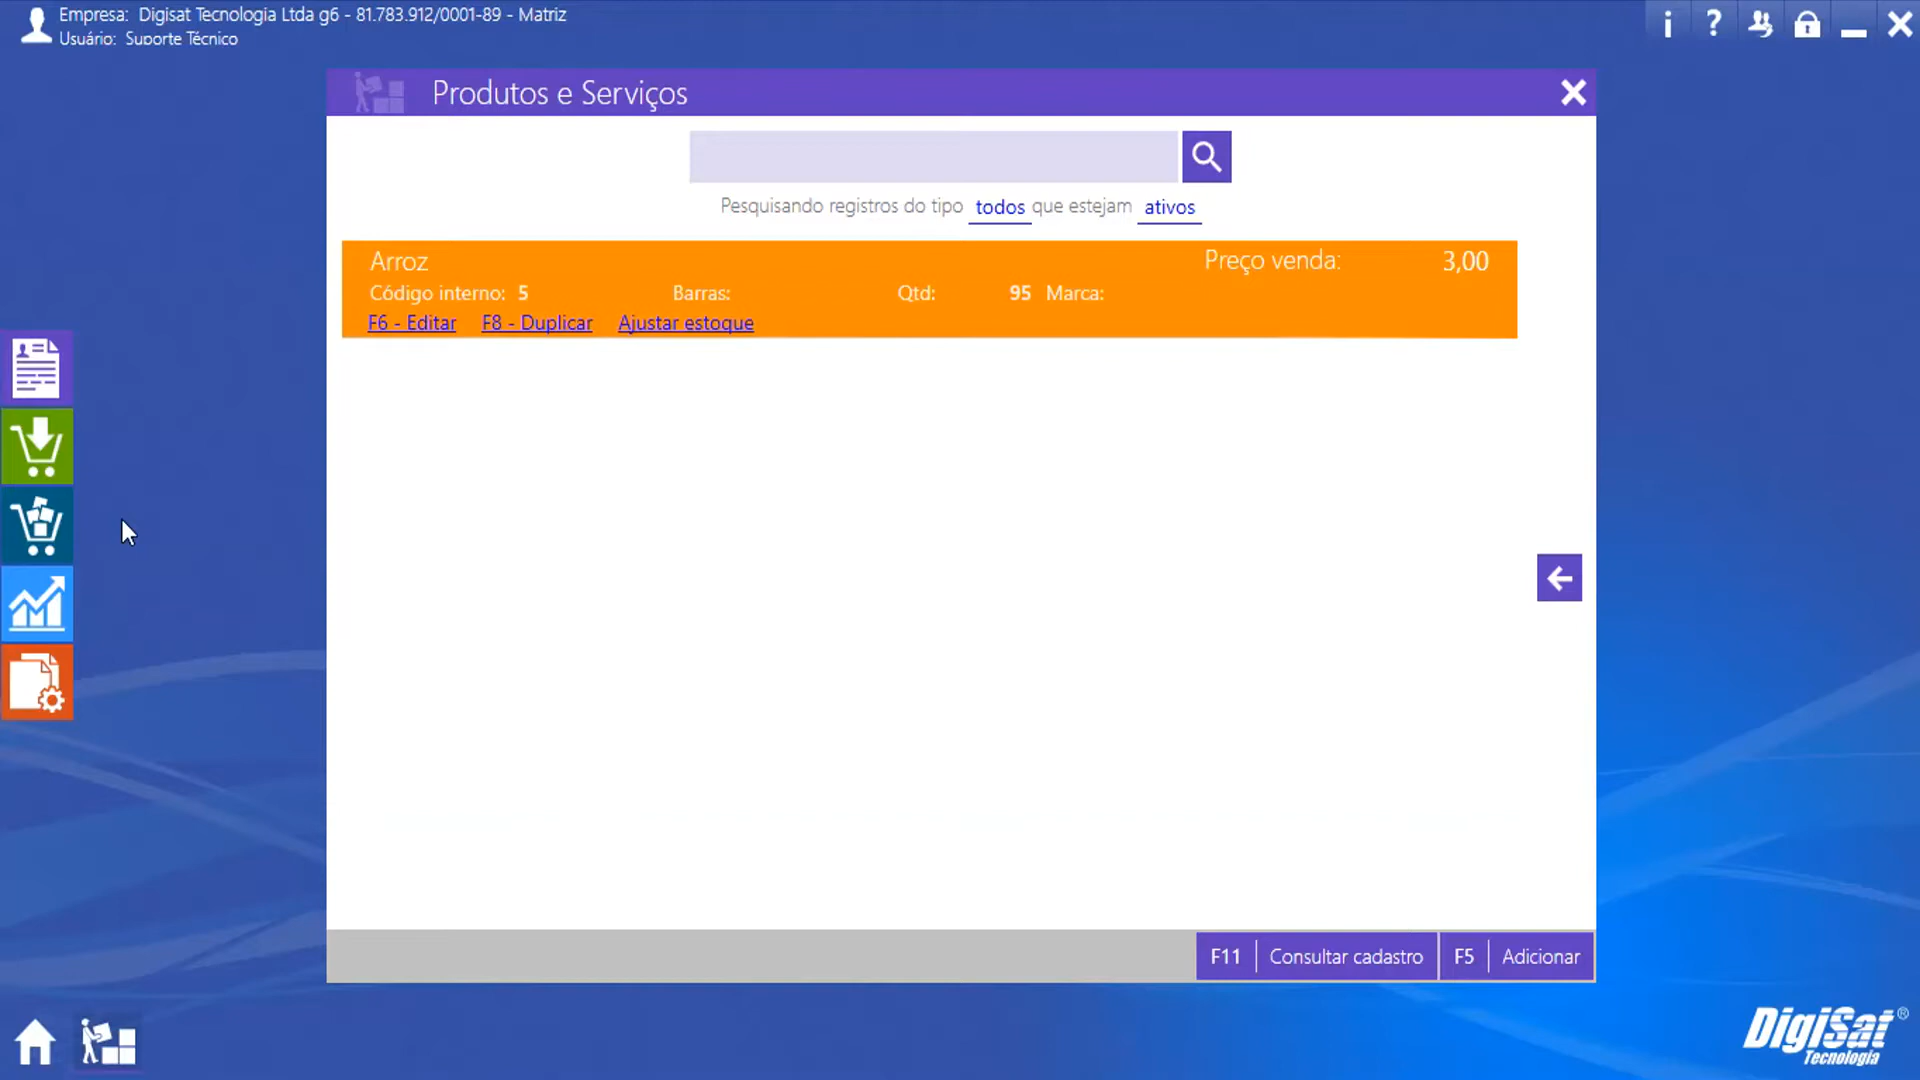 Empresa: Digisat Tecnologia Ltda g6 - 81.783.912/0001-89 - Matriz
Usuário: Suporte Técnico
Produtos e Serviços
Pesquisando registros do tipo todos que estejam ativos
Arroz Preço venda: 3,00
Código interno: 5 Barras: Qtd: 95 Marca:
F6 - Editar F8 - Duplicar Ajustar estoque
F11 Consultar cadastro F5 Adicionar
DigiSat®
Tecnologia